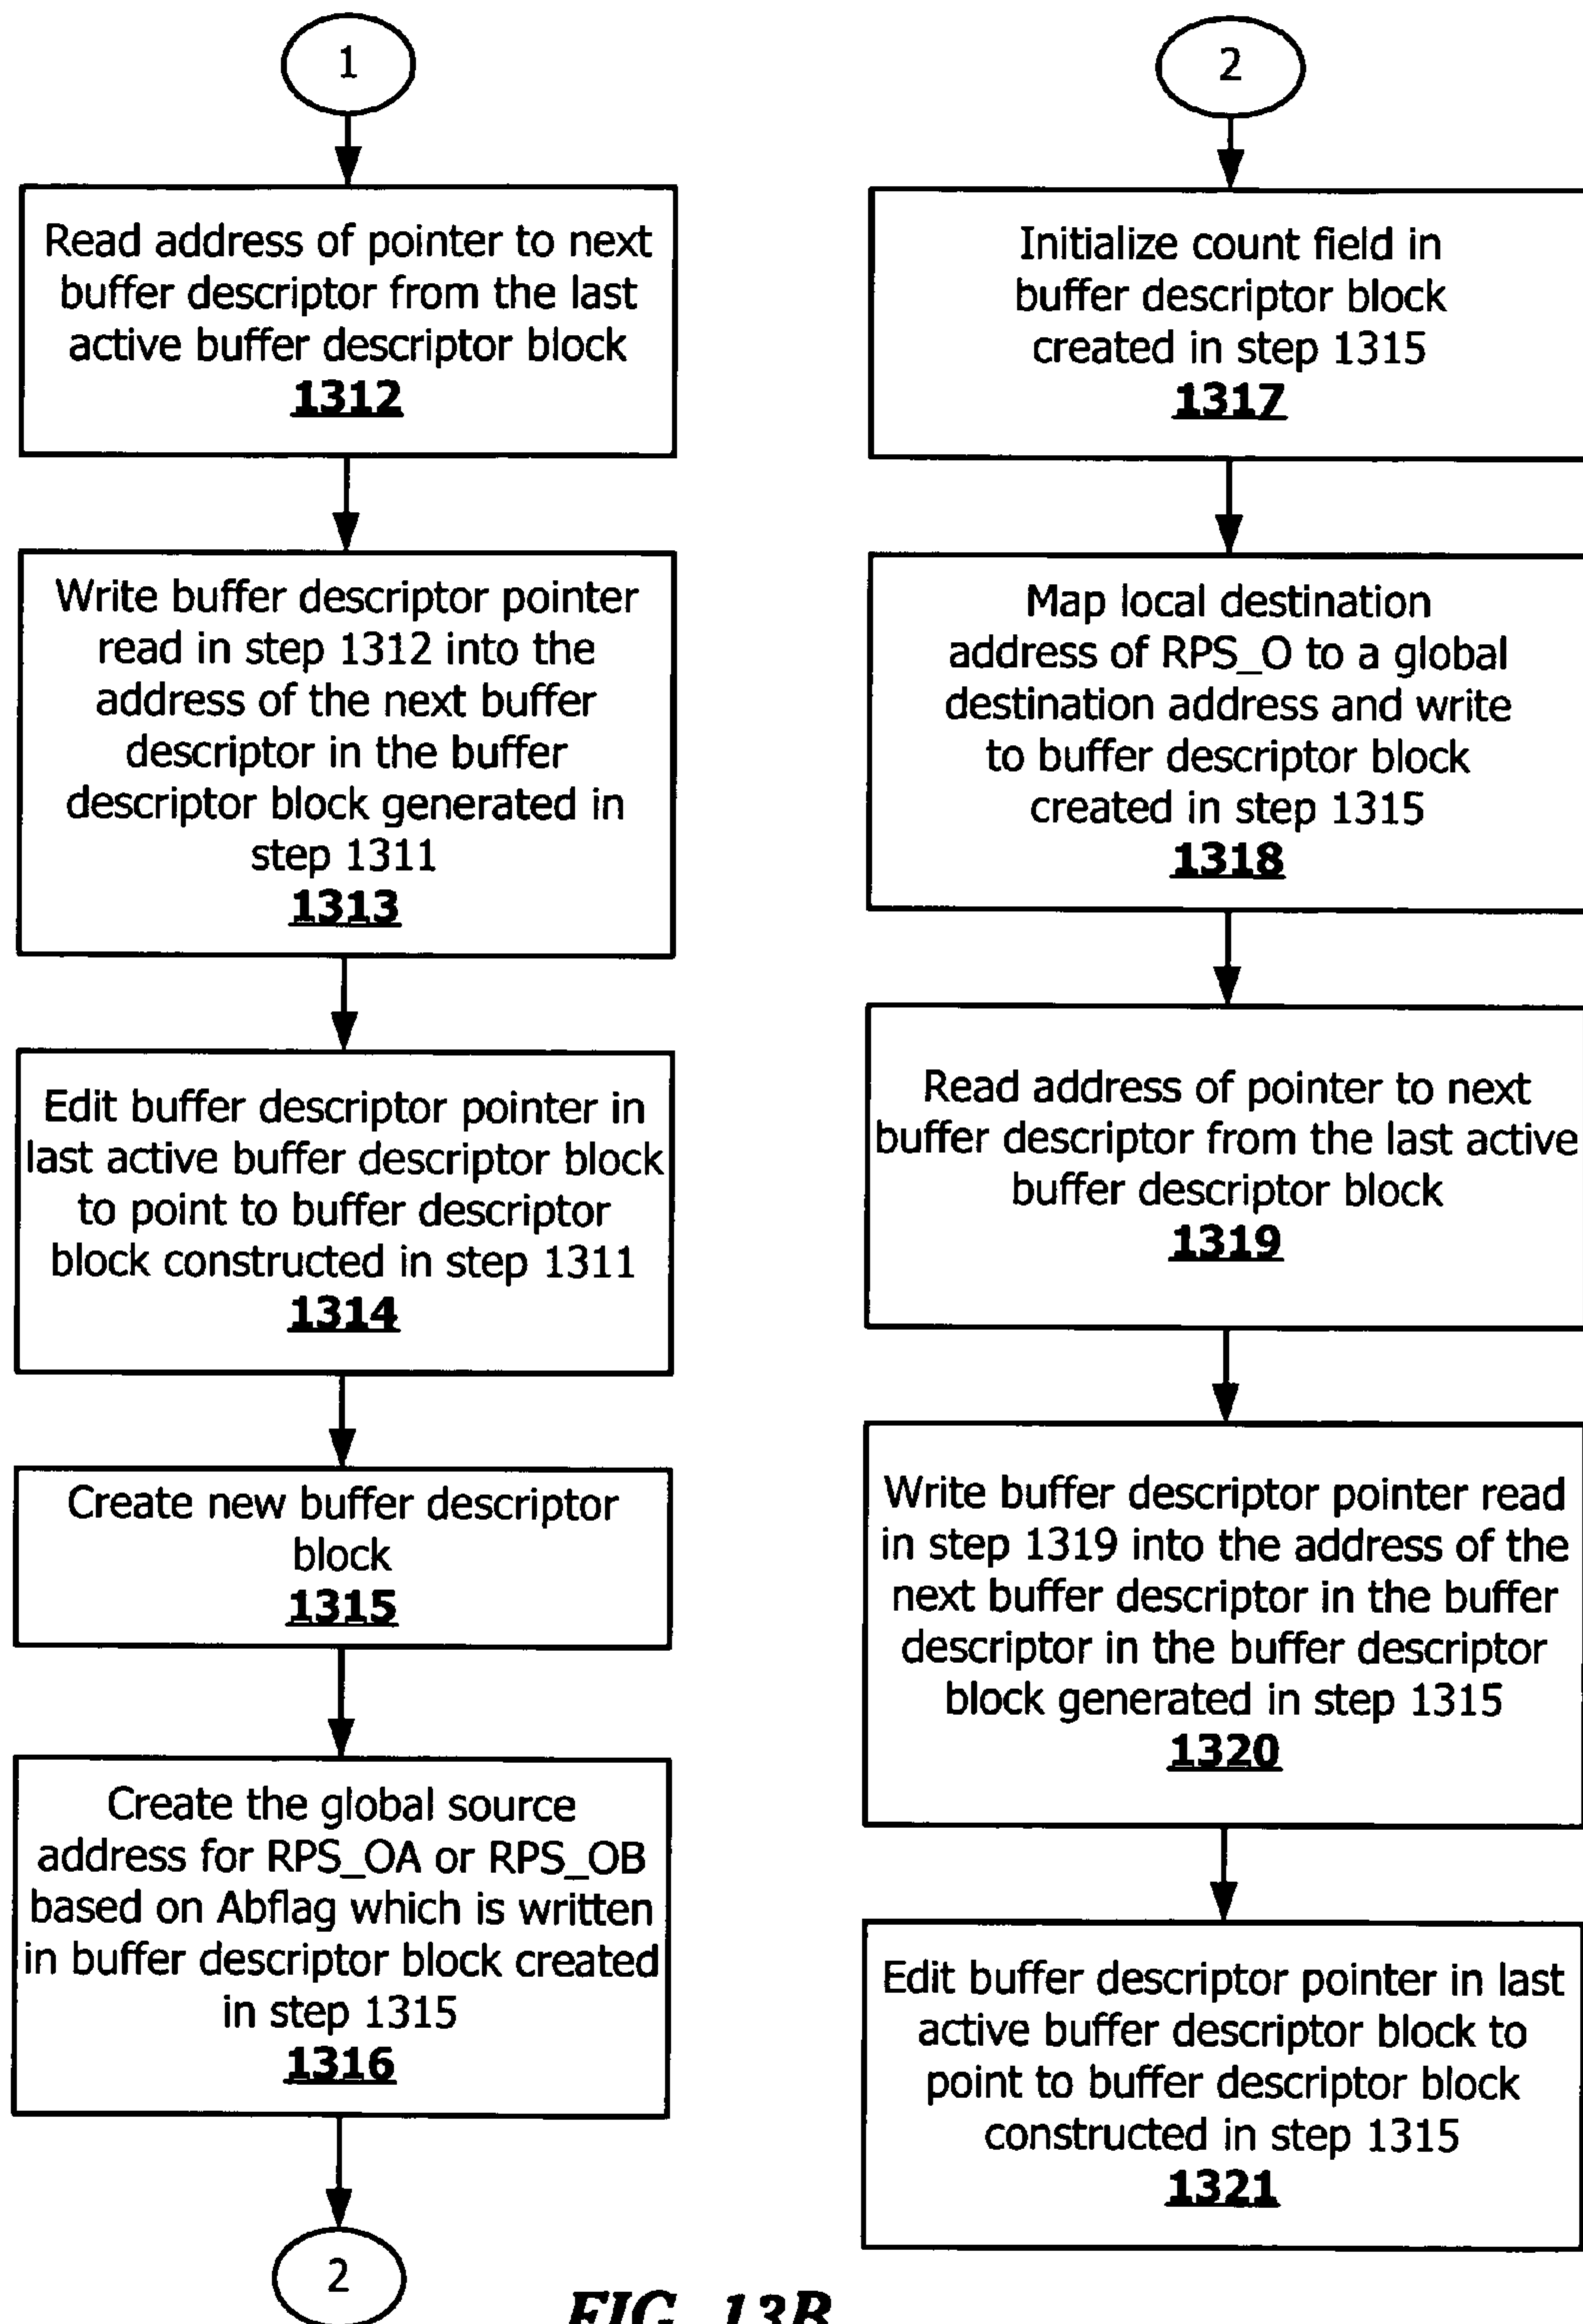 1
Read address of pointer to next
buffer descriptor from the last
active buffer descriptor block
1312
Write buffer descriptor pointer
read in step 1312 into the
address of the next buffer
descriptor in the buffer
descriptor block generated in
step 1311
1313
Edit buffer descriptor pointer in
last active buffer descriptor block
to point to buffer descriptor
block constructed in step 1311
1314
Create new buffer descriptor
block
1315
Create the global source
address for RPS_OA or RPS_OB
based on Abflag which is written
in buffer descriptor block created
in step 1315
1316
2
2
Initialize count field in
buffer descriptor block
created in step 1315
1317
Map local destination
address of RPS_O to a global
destination address and write
to buffer descriptor block
created in step 1315
1318
Read address of pointer to next
buffer descriptor from the last active
buffer descriptor block
1319
Write buffer descriptor pointer read
in step 1319 into the address of the
next buffer descriptor in the buffer
descriptor in the buffer descriptor
block generated in step 1315
1320
Edit buffer descriptor pointer in last
active buffer descriptor block to
point to buffer descriptor block
constructed in step 1315
1321
FIG. 13B